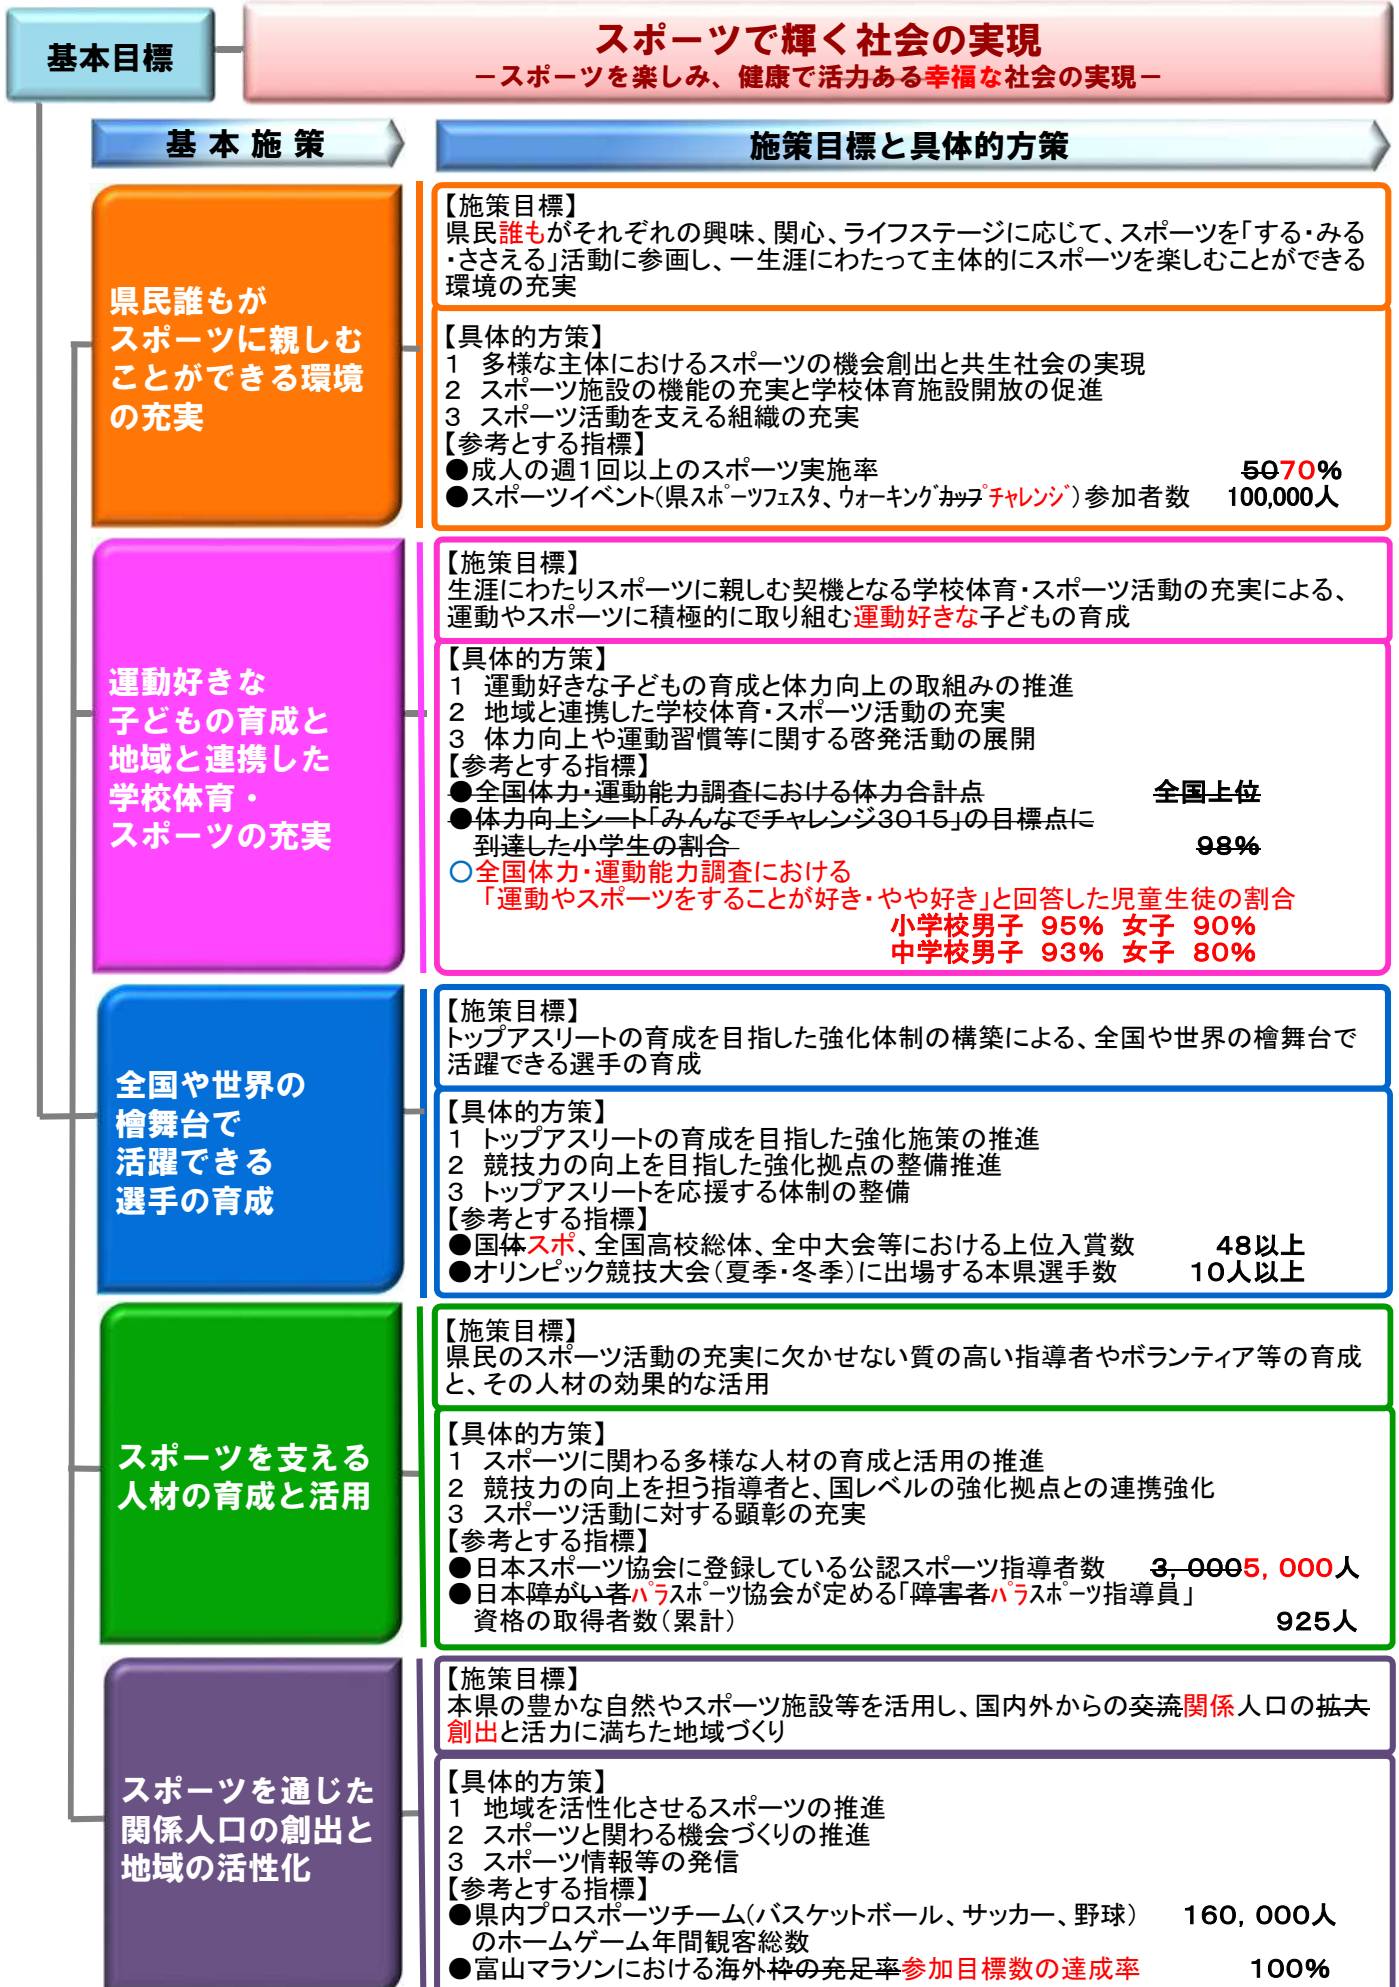 基本目標
スポーツで輝く社会の実現
－スポーツを楽しみ、健康で活力ある幸福な社会の実現－
基本施策
施策目標と具体的方策
県民誰もが
スポーツに親しむ
ことができる環境
の充実
【施策目標】
県民誰もがそれぞれの興味、関心、ライフステージに応じて、スポーツを「する・みる
・ささえる」活動に参画し、一生涯にわたって主体的にスポーツを楽しむことができる
環境の充実
【具体的方策】
1 多様な主体におけるスポーツの機会創出と共生社会の実現
2 スポーツ施設の機能の充実と学校体育施設開放の促進
3 スポーツ活動を支える組織の充実
【参考とする指標】
●成人の週1回以上のスポーツ実施率 5070%
●スポーツイベント(県スポーツフェスタ、ウォーキングカップチャレンジ)参加者数 100,000人
運動好きな
子どもの育成と
地域と連携した
学校体育・
スポーツの充実
【施策目標】
生涯にわたりスポーツに親しむ契機となる学校体育・スポーツ活動の充実による、
運動やスポーツに積極的に取り組む運動好きな子どもの育成
【具体的方策】
1 運動好きな子どもの育成と体力向上の取組みの推進
2 地域と連携した学校体育・スポーツ活動の充実
3 体力向上や運動習慣等に関する啓発活動の展開
【参考とする指標】
●全国体力・運動能力調査における体力合計点 全国上位
●体力向上シート「みんなでチャレンジ3015」の目標点に
到達した小学生の割合 98%
○全国体力・運動能力調査における
「運動やスポーツをすることが好き・やや好き」と回答した児童生徒の割合
小学校男子 95% 女子 90%
中学校男子 93% 女子 80%
全国や世界の
檜舞台で
活躍できる
選手の育成
【施策目標】
トップアスリートの育成を目指した強化体制の構築による、全国や世界の檜舞台で
活躍できる選手の育成
【具体的方策】
1 トップアスリートの育成を目指した強化施策の推進
2 競技力の向上を目指した強化拠点の整備推進
3 トップアスリートを応援する体制の整備
【参考とする指標】
●国体スポ、全国高校総体、全中大会等における上位入賞数 48以上
●オリンピック競技大会(夏季・冬季)に出場する本県選手数 10人以上
スポーツを支える
人材の育成と活用
【施策目標】
県民のスポーツ活動の充実に欠かせない質の高い指導者やボランティア等の育成
と、その人材の効果的な活用
【具体的方策】
1 スポーツに関わる多様な人材の育成と活用の推進
2 競技力の向上を担う指導者と、国レベルの強化拠点との連携強化
3 スポーツ活動に対する顕彰の充実
【参考とする指標】
●日本スポーツ協会に登録している公認スポーツ指導者数 3,0005,000人
●日本障がい者パラスポーツ協会が定める「障害者パラスポーツ指導員」
資格の取得者数(累計) 925人
スポーツを通じた
関係人口の創出と
地域の活性化
【施策目標】
本県の豊かな自然やスポーツ施設等を活用し、国内外からの交流関係人口の拡大
創出と活力に満ちた地域づくり
【具体的方策】
1 地域を活性化させるスポーツの推進
2 スポーツと関わる機会づくりの推進
3 スポーツ情報等の発信
【参考とする指標】
●県内プロスポーツチーム(バスケットボール、サッカー、野球) 160,000人
のホームゲーム年間観客総数
●富山マラソンにおける海外枠の充足率参加目標数の達成率 100%